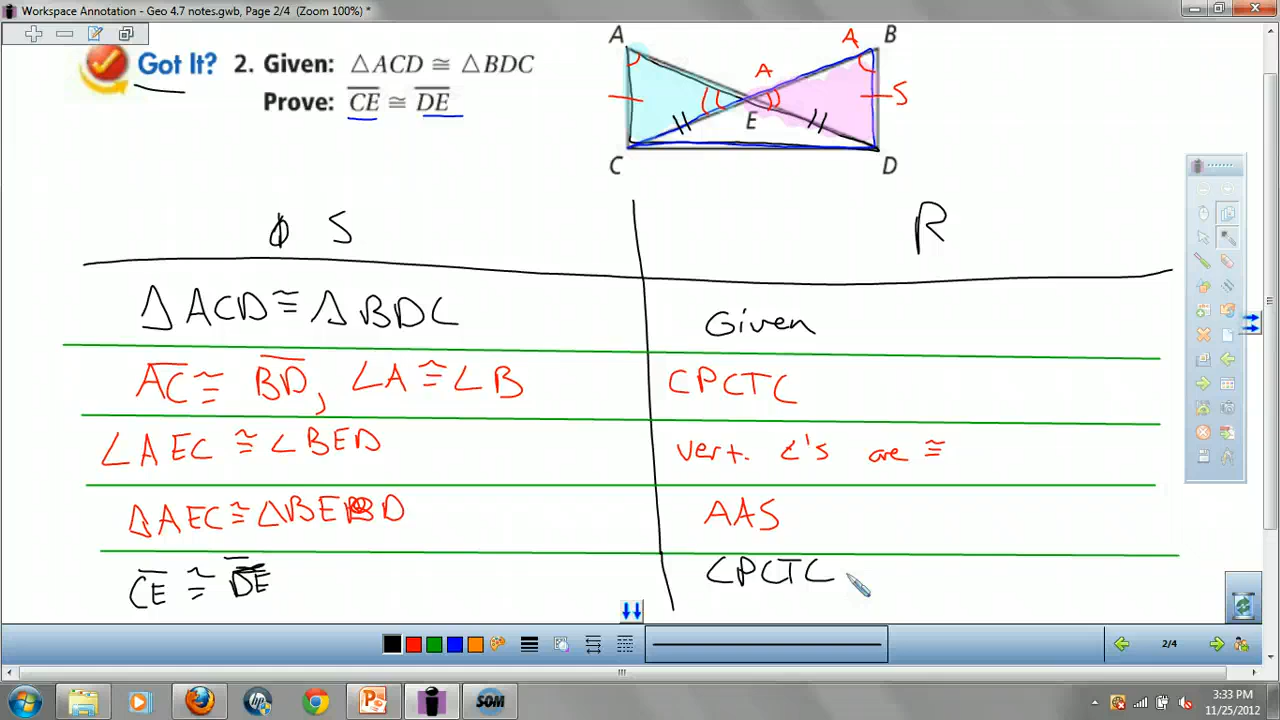 Workspace Annotation - Geo 4.7 notes.gwb, Page 2/4 (Zoom 100%) *
Got It? 2. Given: △ACD ≅ △BDC
Prove: CE ≅ DE
A
A
B
A
S
E
C
D
S
R
△ACD ≅ △BDC
Given
AC ≅ BD, ∠A ≅ ∠B
CPCTC
∠AEC ≅ ∠BED
vert. ∠'s are ≅
△AEC ≅ △BED
AAS
CE ≅ DE
CPCTC
2/4
SOM
3:33 PM
11/25/2012